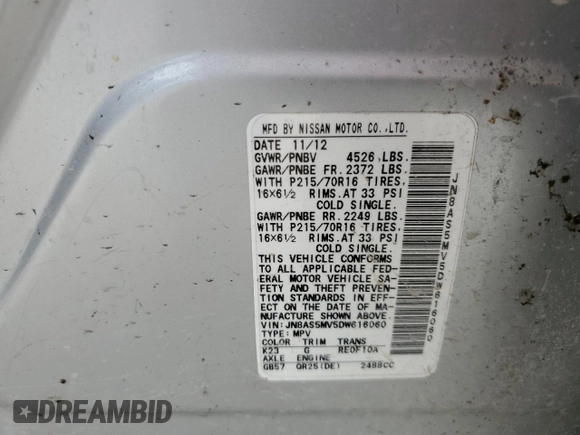 MFD BY NISSAN MOTOR CO.,LTD.
DATE 11/12
GVWR/PNBV 4526 LBS.
GAWR/PNBE FR. 2372 LBS.
WITH P215/70R16 TIRES,
16×6½ RIMS.AT 33 PSI
COLD SINGLE.
GAWR/PNBE RR. 2249 LBS.
WITH P215/70R16 TIRES,
16×6½ RIMS.AT 33 PSI
COLD SINGLE.
THIS VEHICLE CONFORMS
TO ALL APPLICABLE FED-
ERAL MOTOR VEHICLE SA-
FETY AND THEFT PREVEN-
TION STANDARDS IN EFF-
ECT ON THE DATE OF MA-
NUFACTURE SHOWN ABOVE.
VIN:JN8AS5MV5DW616060
TYPE:MPV
COLOR TRIM TRANS
K23 G RE0F10A
AXLE ENGINE
GB57 QR25(DE) 2488CC
JN8AS5MV5DW616060
DREAMBID